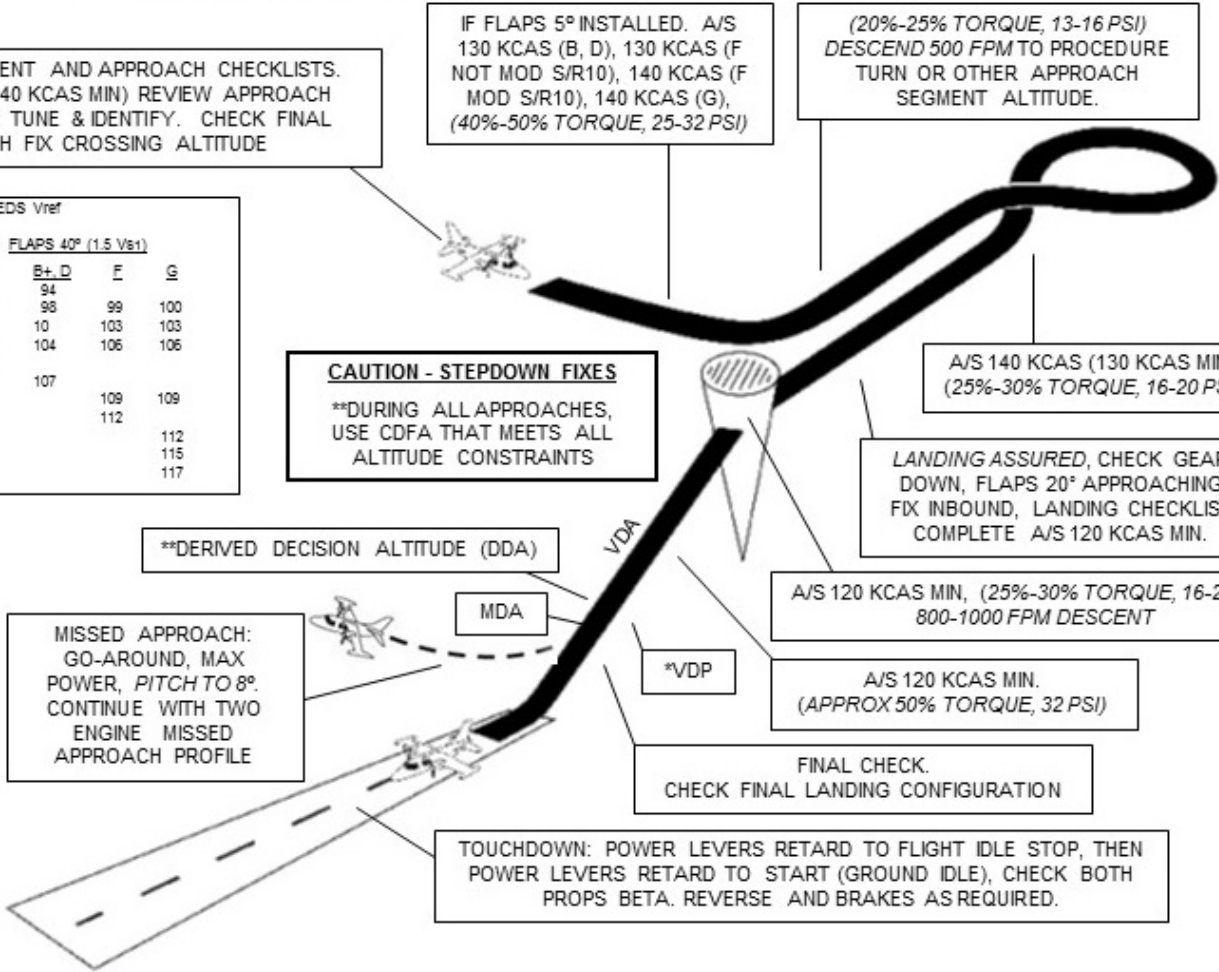 IF FLAPS 5º INSTALLED. A/S
130 KCAS (B, D), 130 KCAS (F
NOT MOD S/R10), 140 KCAS (F
MOD S/R10), 140 KCAS (G),
(40%-50% TORQUE, 25-32 PSI)
(20%-25% TORQUE, 13-16 PSI)
DESCEND 500 FPM TO PROCEDURE
TURN OR OTHER APPROACH
SEGMENT ALTITUDE.
ENT AND APPROACH CHECKLISTS.
40 KCAS MIN) REVIEW APPROACH
TUNE & IDENTIFY. CHECK FINAL
H FIX CROSSING ALTITUDE
EDS Vref
FLAPS 40º (1.5 Vs1)
B+, D F G
94
98 99 100
10 103 103
104 106 106
107
109 109
112
112
115
117
CAUTION - STEPDOWN FIXES
**DURING ALL APPROACHES,
USE CDFA THAT MEETS ALL
ALTITUDE CONSTRAINTS
A/S 140 KCAS (130 KCAS MIN
(25%-30% TORQUE, 16-20 PS
LANDING ASSURED, CHECK GEAR
DOWN, FLAPS 20° APPROACHING
FIX INBOUND, LANDING CHECKLIS
COMPLETE A/S 120 KCAS MIN.
VDA
**DERIVED DECISION ALTITUDE (DDA)
A/S 120 KCAS MIN, (25%-30% TORQUE, 16-2
800-1000 FPM DESCENT
MDA
MISSED APPROACH:
GO-AROUND, MAX
POWER, PITCH TO 8º.
CONTINUE WITH TWO
ENGINE MISSED
APPROACH PROFILE
*VDP
A/S 120 KCAS MIN.
(APPROX 50% TORQUE, 32 PSI)
FINAL CHECK.
CHECK FINAL LANDING CONFIGURATION
TOUCHDOWN: POWER LEVERS RETARD TO FLIGHT IDLE STOP, THEN
POWER LEVERS RETARD TO START (GROUND IDLE), CHECK BOTH
PROPS BETA. REVERSE AND BRAKES AS REQUIRED.